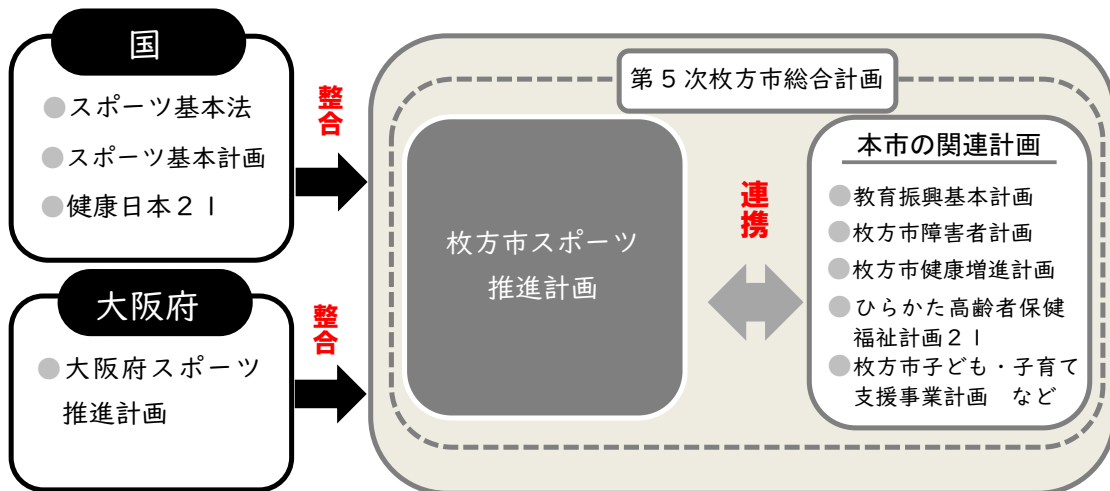 国
●スポーツ基本法
●スポーツ基本計画
●健康日本２１
整合
大阪府
●大阪府スポーツ
推進計画
整合
第５次枚方市総合計画
枚方市スポーツ
推進計画
連携
本市の関連計画
●教育振興基本計画
●枚方市障害者計画
●枚方市健康増進計画
●ひらかた高齢者保健
福祉計画２１
●枚方市子ども・子育て
支援事業計画　など